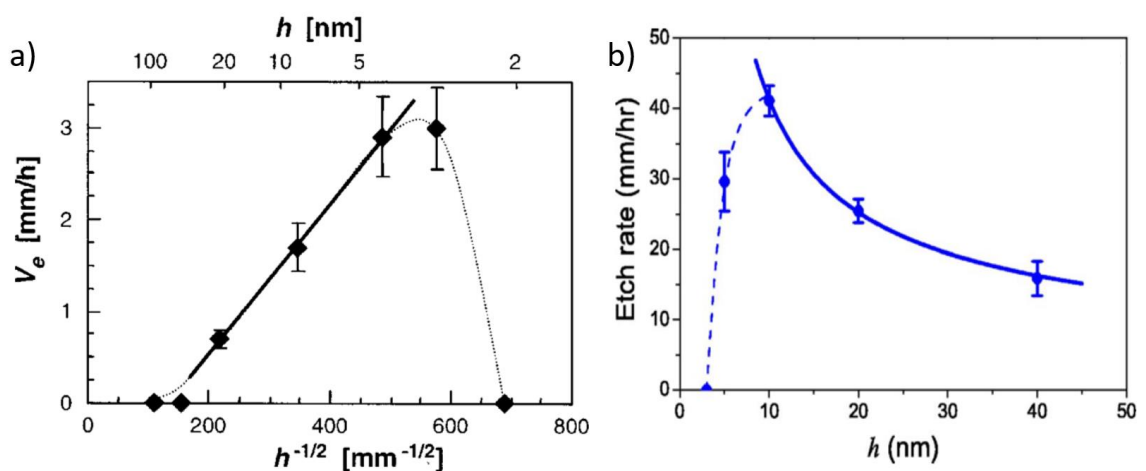 a)
h [nm]
100 20 10 5 2
V_e [mm/h]
3
2
1
0
0 200 400 600 800
h^{-1/2} [mm^{-1/2}]
b)
Etch rate (mm/hr)
50
40
30
20
10
0
0 10 20 30 40 50
h (nm)